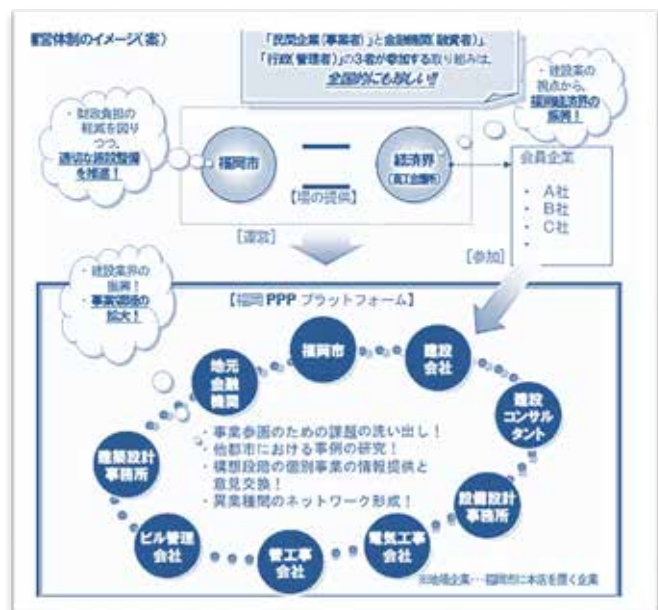 運営体制のイメージ(案)
「民間企業(事業者)」と金融機関(融資者)」、
「行政(管理者)」の3者が参加する取り組みは、
全国的にも珍しい!!
・財政負担の
軽減を図り
つつ、
適切な施設整備
を推進!
・建設業の
視点から、
福岡経済界の
振興!
福岡市
経済界
(商工会議所)
【場の提供】
会員企業
・ A社
・ B社
・ C社
・
[運営]
[参加]
・建設業界の
振興!
・事業領域の
拡大!
【福岡PPPプラットフォーム】
福岡市
建設
会社
地元
金融
機関
建設
コンサル
タント
建築設計
事務所
設備設計
事務所
ビル管理
会社
管工事
会社
電気工事
会社
・事業参画のための課題の洗い出し!
・他都市における事例の研究!
・構想段階の個別事業の情報提供と
意見交換!
・異業種間のネットワーク形成!
※地場企業・・・福岡市に本店を置く企業